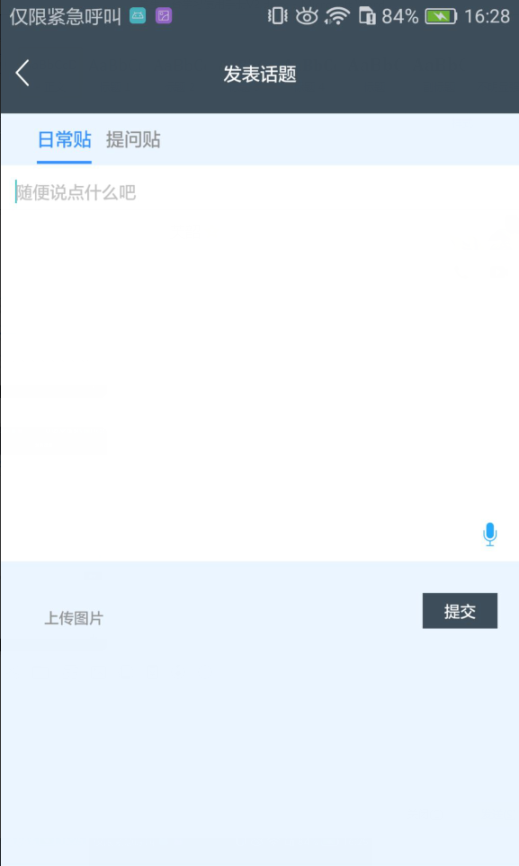 仅限紧急呼叫 84% 16:28
发表话题
日常贴 提问贴
随便说点什么吧
上传图片 提交